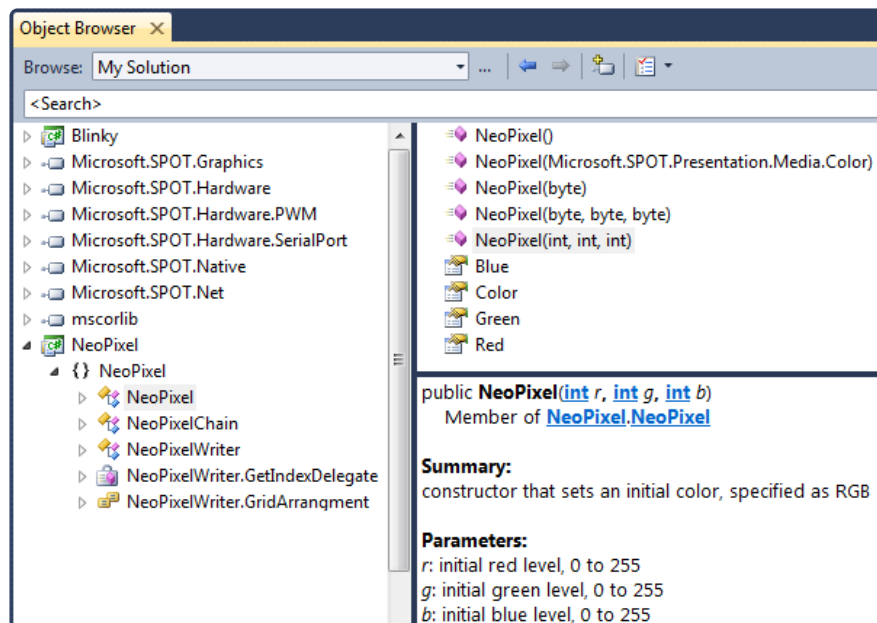 Object Browser
Browse: My Solution ...
<Search>
Blinky
Microsoft.SPOT.Graphics
Microsoft.SPOT.Hardware
Microsoft.SPOT.Hardware.PWM
Microsoft.SPOT.Hardware.SerialPort
Microsoft.SPOT.Native
Microsoft.SPOT.Net
mscorlib
NeoPixel
{} NeoPixel
NeoPixel
NeoPixelChain
NeoPixelWriter
NeoPixelWriter.GetIndexDelegate
NeoPixelWriter.GridArrangment
NeoPixel()
NeoPixel(Microsoft.SPOT.Presentation.Media.Color)
NeoPixel(byte)
NeoPixel(byte, byte, byte)
NeoPixel(int, int, int)
Blue
Color
Green
Red
public NeoPixel(int r, int g, int b)
Member of NeoPixel.NeoPixel
Summary:
constructor that sets an initial color, specified as RGB
Parameters:
r: initial red level, 0 to 255
g: initial green level, 0 to 255
b: initial blue level, 0 to 255